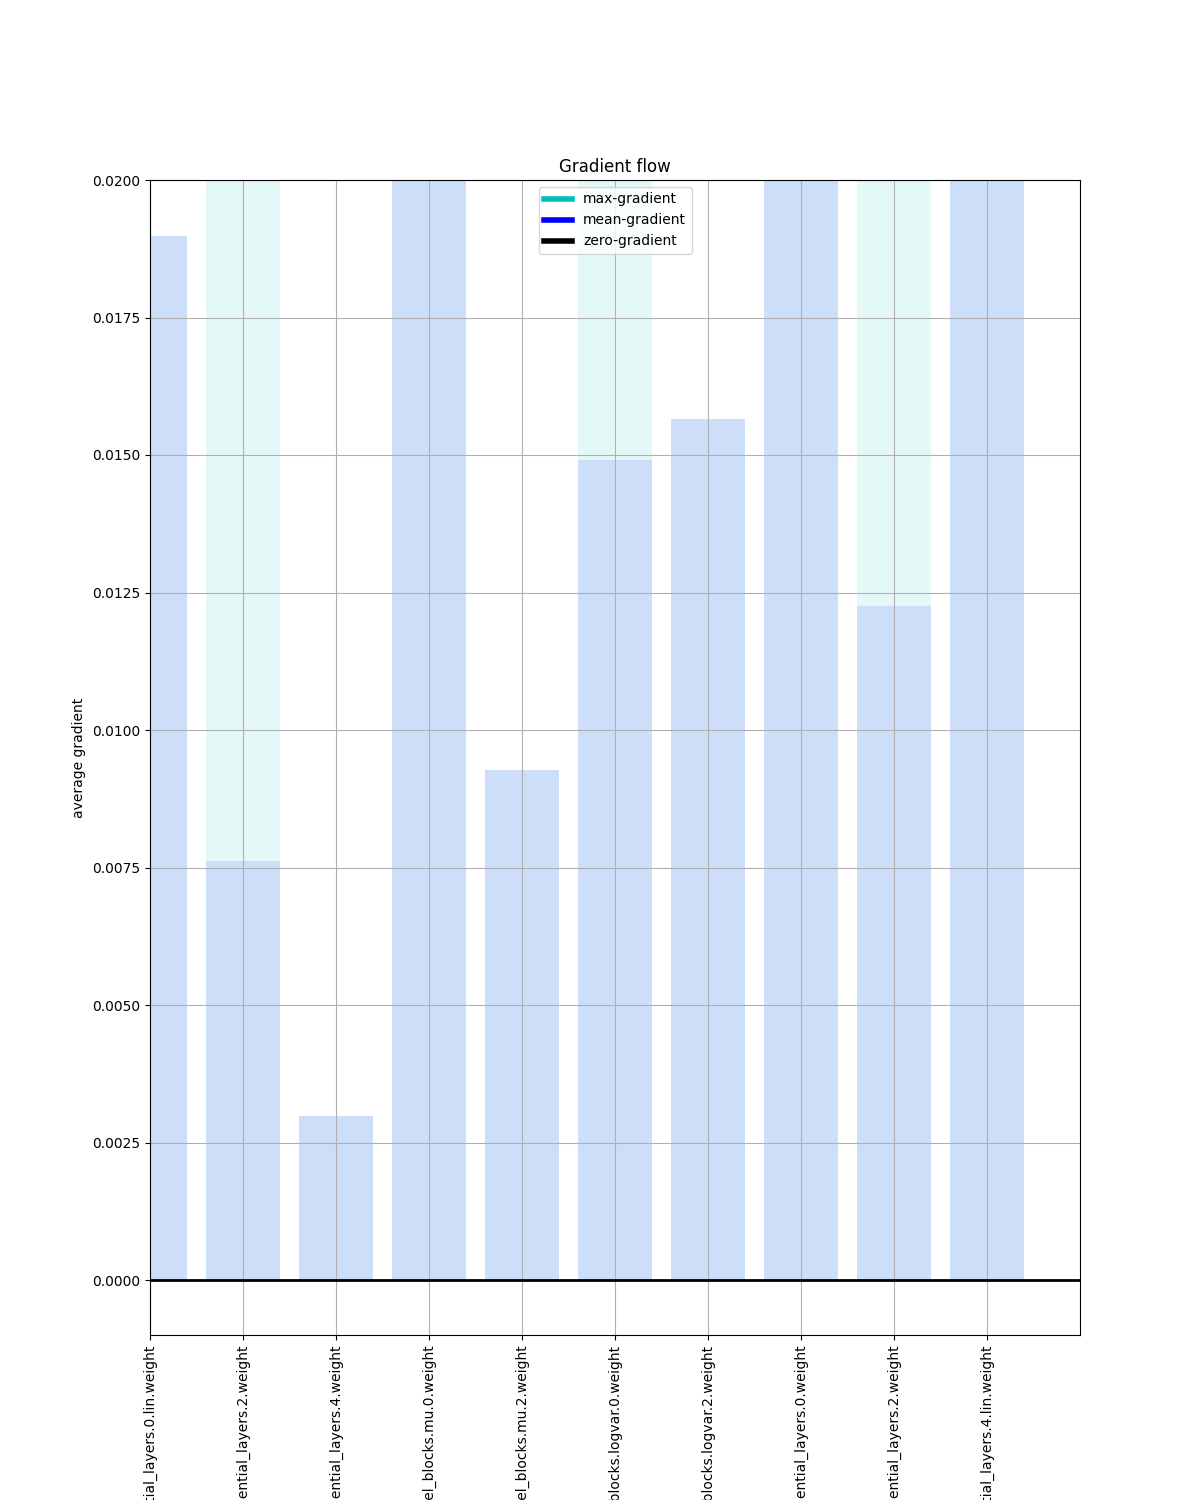 Gradient flow
max-gradient
mean-gradient
zero-gradient
0.0200
0.0175
0.0150
0.0125
0.0100
0.0075
0.0050
0.0025
0.0000
average gradient
tial_layers.0.lin.weight
ential_layers.2.weight
ential_layers.4.weight
el_blocks.mu.0.weight
el_blocks.mu.2.weight
blocks.logvar.0.weight
blocks.logvar.2.weight
ential_layers.0.weight
ential_layers.2.weight
tial_layers.4.lin.weight